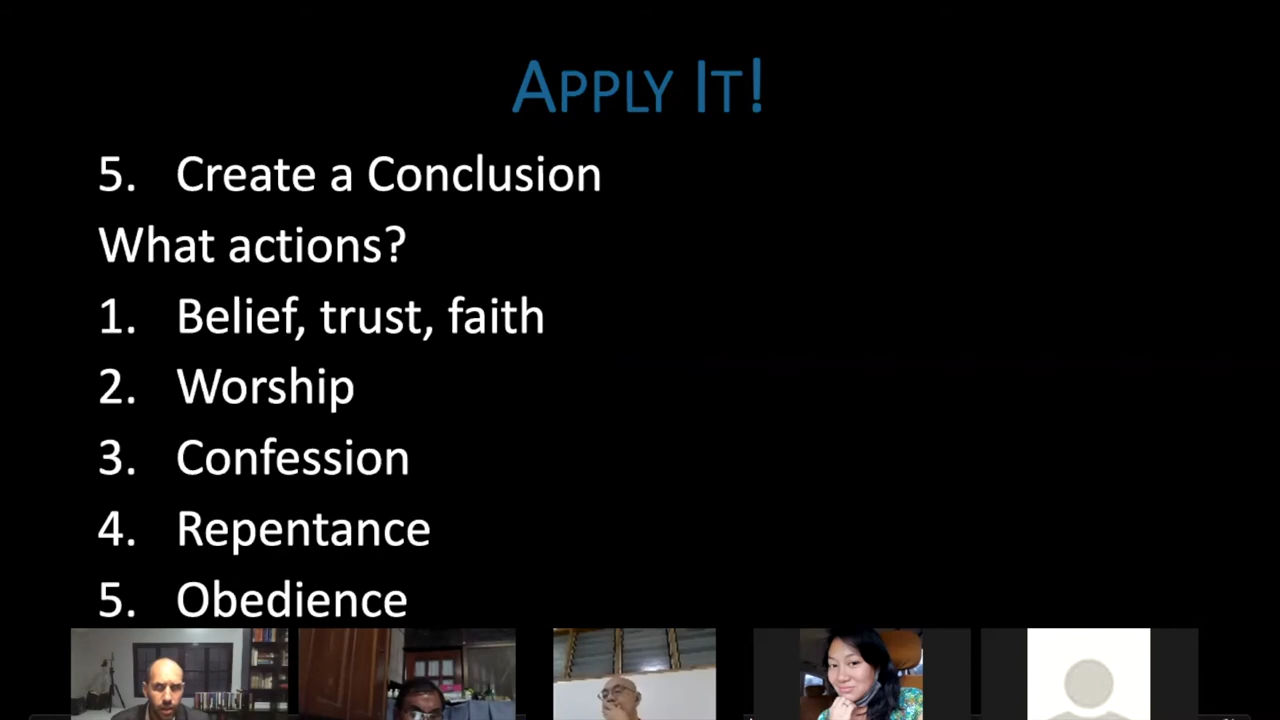 APPLY IT!
5. Create a Conclusion
What actions?
1. Belief, trust, faith
2. Worship
3. Confession
4. Repentance
5. Obedience